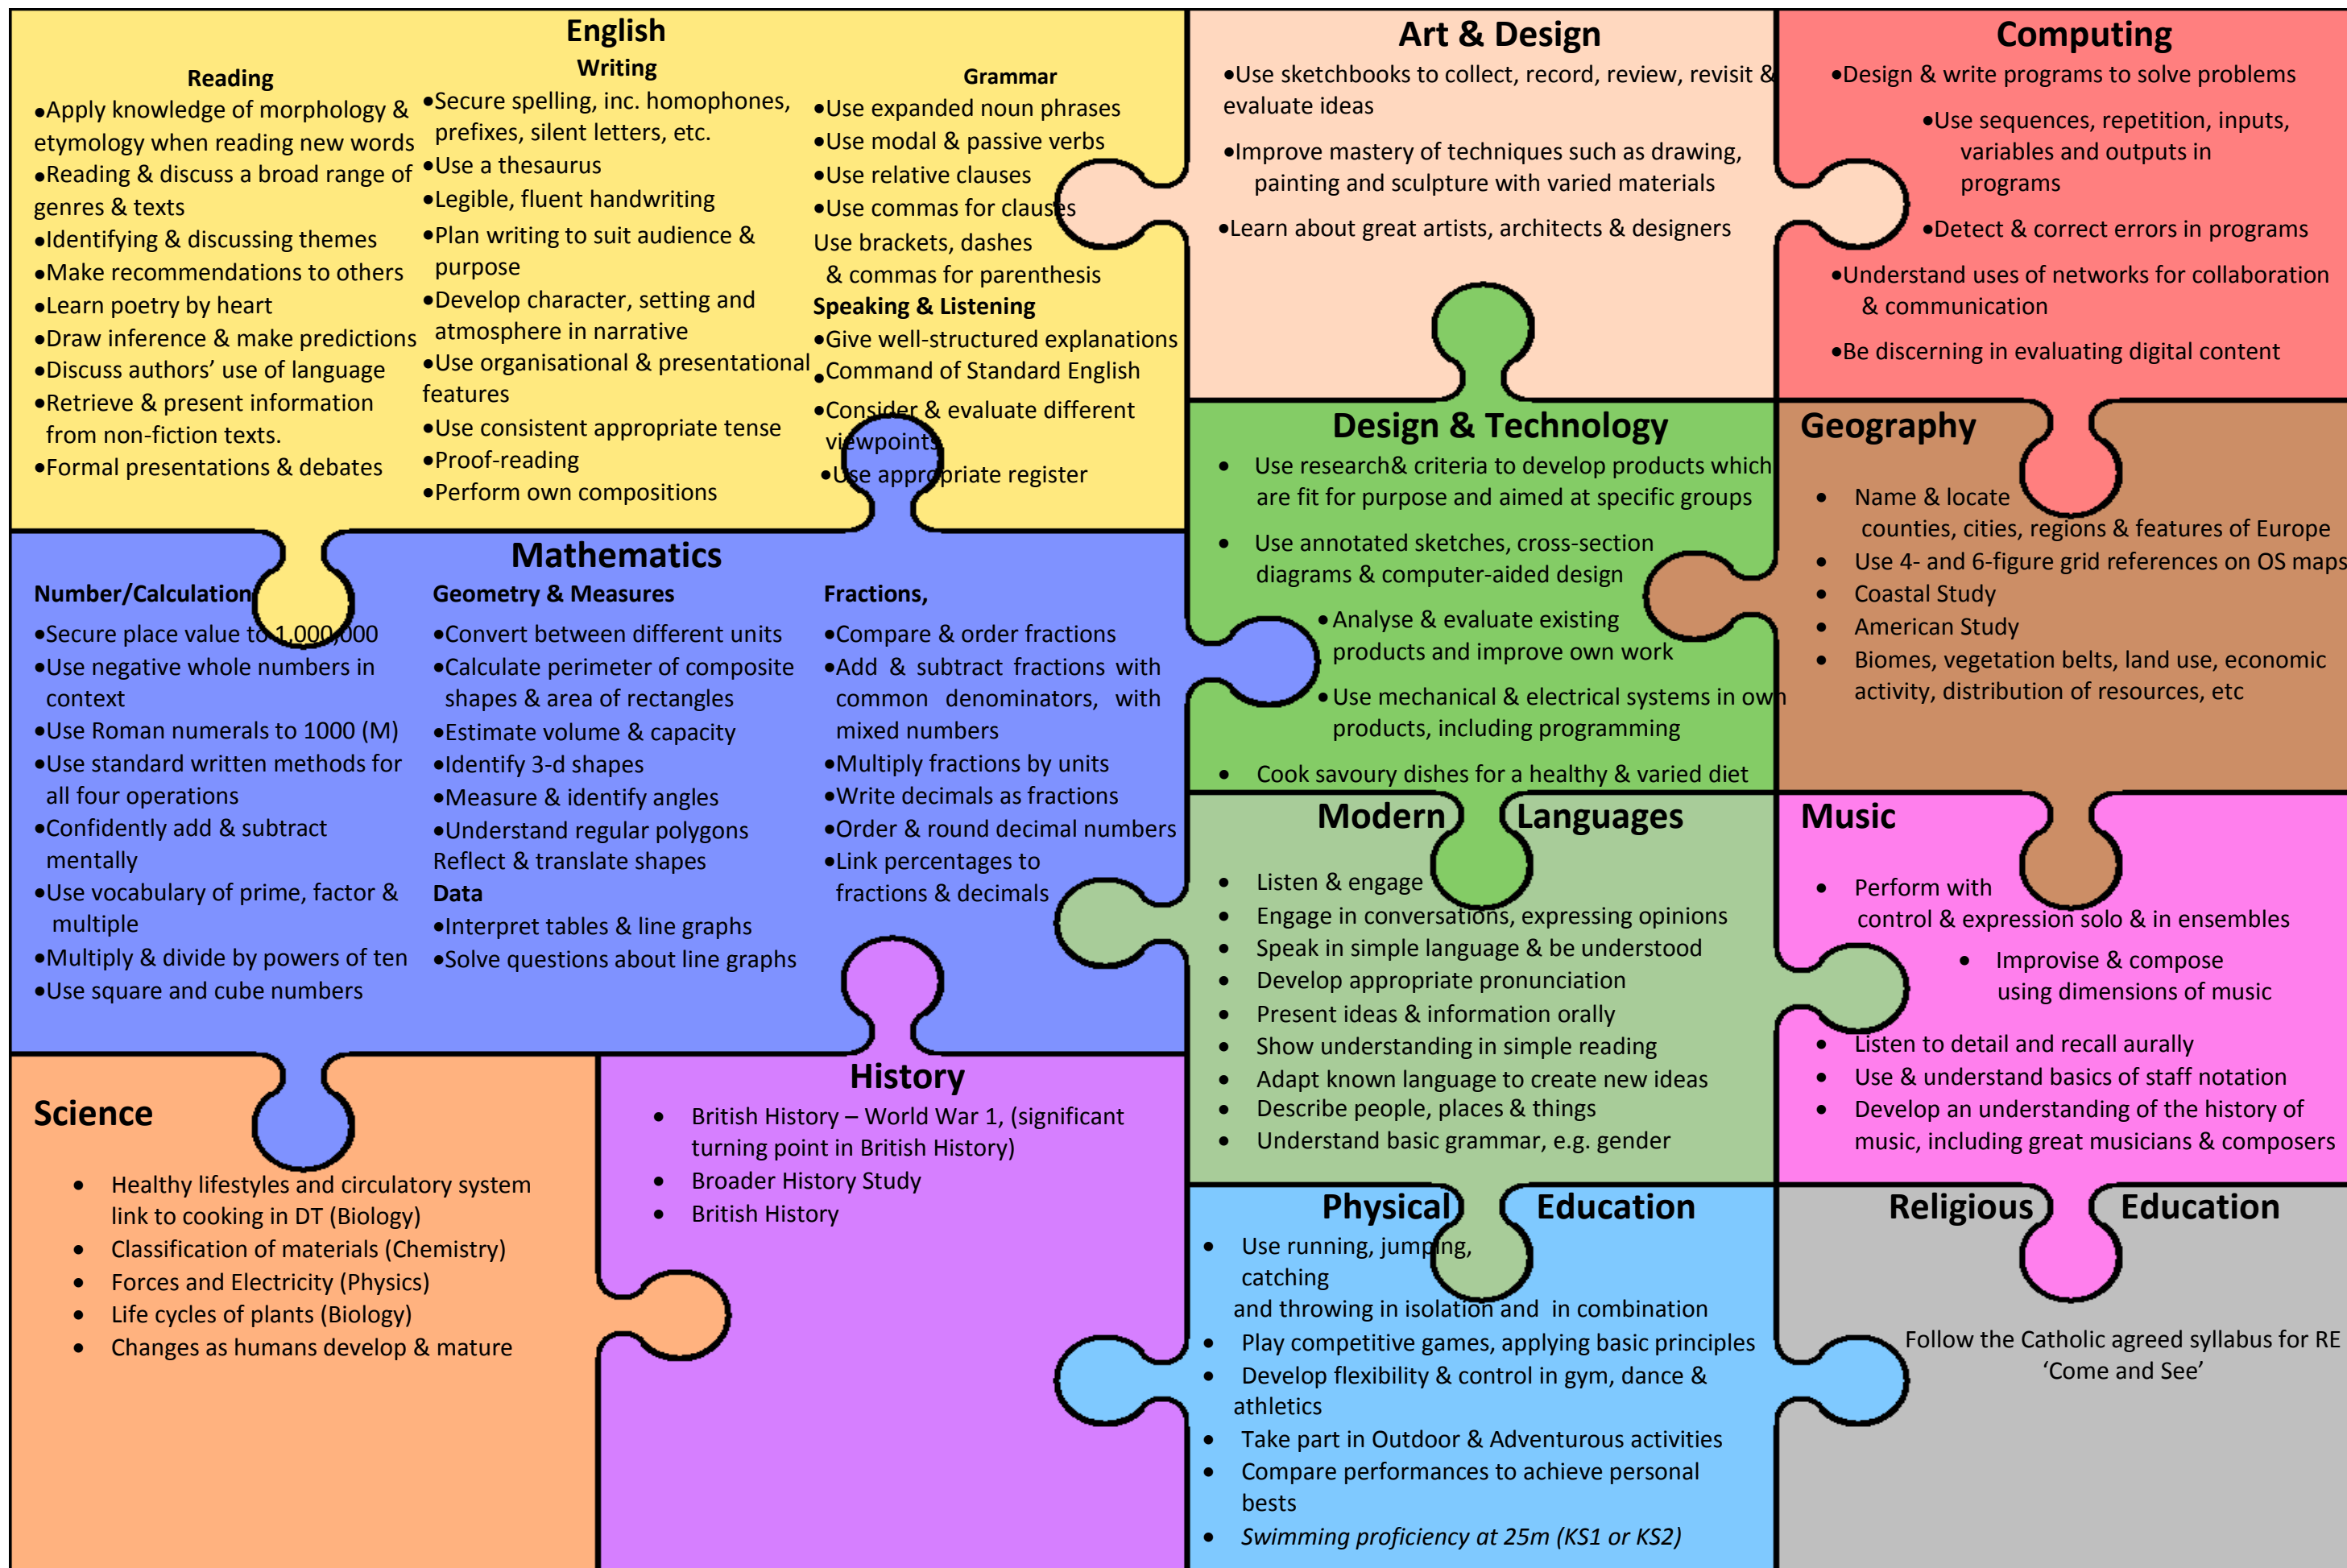 English
Reading
•Apply knowledge of morphology &
etymology when reading new words
•Reading & discuss a broad range of
genres & texts
•Identifying & discussing themes
•Make recommendations to others
•Learn poetry by heart
•Draw inference & make predictions
•Discuss authors’ use of language
•Retrieve & present information
from non-fiction texts.
•Formal presentations & debates
Writing
•Secure spelling, inc. homophones,
prefixes, silent letters, etc.
•Use a thesaurus
•Legible, fluent handwriting
•Plan writing to suit audience &
purpose
•Develop character, setting and
atmosphere in narrative
•Use organisational & presentational
features
•Use consistent appropriate tense
•Proof-reading
•Perform own compositions
Grammar
•Use expanded noun phrases
•Use modal & passive verbs
•Use relative clauses
•Use commas for clauses
Use brackets, dashes
& commas for parenthesis
Speaking & Listening
•Give well-structured explanations
•Command of Standard English
•Consider & evaluate different
viewpoints
•Use appropriate register
Art & Design
•Use sketchbooks to collect, record, review, revisit &
evaluate ideas
•Improve mastery of techniques such as drawing,
painting and sculpture with varied materials
•Learn about great artists, architects & designers
Computing
•Design & write programs to solve problems
•Use sequences, repetition, inputs,
variables and outputs in
programs
•Detect & correct errors in programs
•Understand uses of networks for collaboration
& communication
•Be discerning in evaluating digital content
Design & Technology
• Use research& criteria to develop products which
are fit for purpose and aimed at specific groups
• Use annotated sketches, cross-section
diagrams & computer-aided design
• Analyse & evaluate existing
products and improve own work
• Use mechanical & electrical systems in own
products, including programming
• Cook savoury dishes for a healthy & varied diet
Geography
• Name & locate
counties, cities, regions & features of Europe
• Use 4- and 6-figure grid references on OS maps
• Coastal Study
• American Study
• Biomes, vegetation belts, land use, economic
activity, distribution of resources, etc
Mathematics
Number/Calculation
•Secure place value to 1,000,000
•Use negative whole numbers in
context
•Use Roman numerals to 1000 (M)
•Use standard written methods for
all four operations
•Confidently add & subtract
mentally
•Use vocabulary of prime, factor &
multiple
•Multiply & divide by powers of ten
•Use square and cube numbers
Geometry & Measures
•Convert between different units
•Calculate perimeter of composite
shapes & area of rectangles
•Estimate volume & capacity
•Identify 3-d shapes
•Measure & identify angles
•Understand regular polygons
Reflect & translate shapes
Data
•Interpret tables & line graphs
•Solve questions about line graphs
Fractions,
•Compare & order fractions
•Add & subtract fractions with
common denominators, with
mixed numbers
•Multiply fractions by units
•Write decimals as fractions
•Order & round decimal numbers
•Link percentages to
fractions & decimals
Modern Languages
• Listen & engage
• Engage in conversations, expressing opinions
• Speak in simple language & be understood
• Develop appropriate pronunciation
• Present ideas & information orally
• Show understanding in simple reading
• Adapt known language to create new ideas
• Describe people, places & things
• Understand basic grammar, e.g. gender
Music
• Perform with
control & expression solo & in ensembles
• Improvise & compose
using dimensions of music
• Listen to detail and recall aurally
• Use & understand basics of staff notation
• Develop an understanding of the history of
music, including great musicians & composers
Science
• Healthy lifestyles and circulatory system
link to cooking in DT (Biology)
• Classification of materials (Chemistry)
• Forces and Electricity (Physics)
• Life cycles of plants (Biology)
• Changes as humans develop & mature
History
• British History – World War 1, (significant
turning point in British History)
• Broader History Study
• British History
Physical Education
• Use running, jumping,
catching
and throwing in isolation and in combination
• Play competitive games, applying basic principles
• Develop flexibility & control in gym, dance &
athletics
• Take part in Outdoor & Adventurous activities
• Compare performances to achieve personal
bests
• Swimming proficiency at 25m (KS1 or KS2)
Religious Education
Follow the Catholic agreed syllabus for RE
‘Come and See’